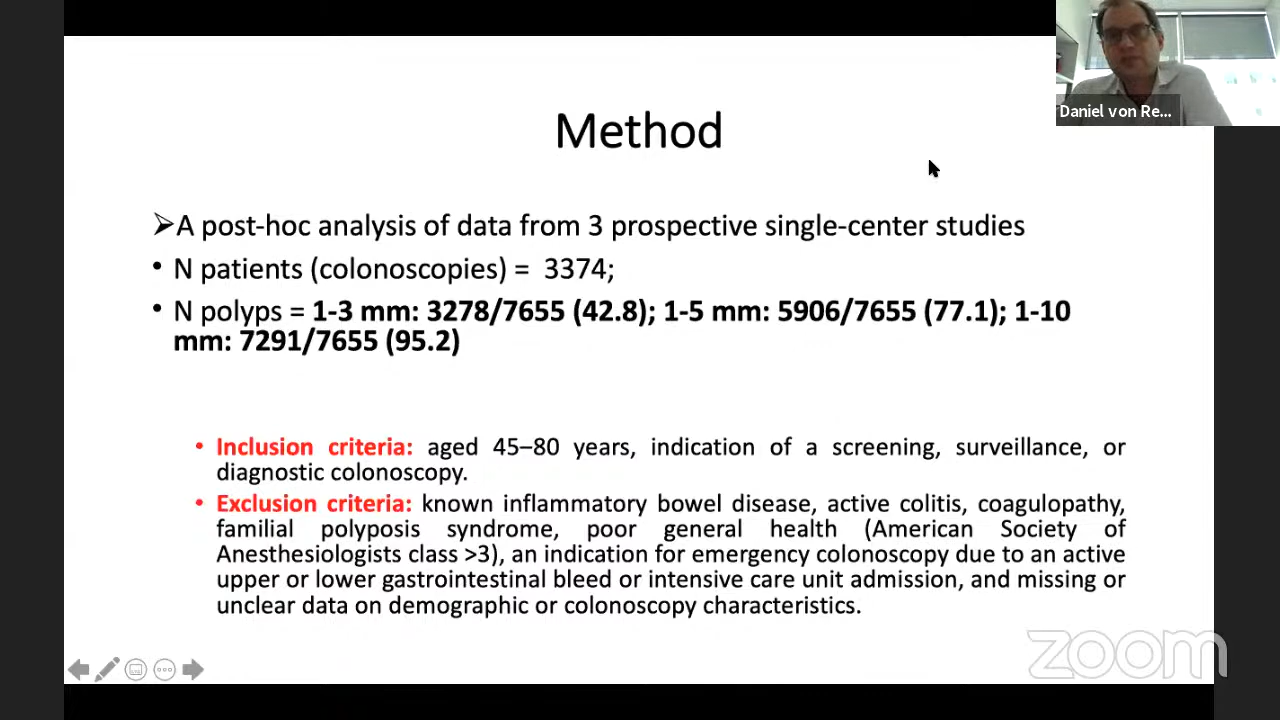 Daniel von Re...
Method
➢A post-hoc analysis of data from 3 prospective single-center studies
• N patients (colonoscopies) = 3374;
• N polyps = 1-3 mm: 3278/7655 (42.8); 1-5 mm: 5906/7655 (77.1); 1-10
mm: 7291/7655 (95.2)
• Inclusion criteria: aged 45–80 years, indication of a screening, surveillance, or
diagnostic colonoscopy.
• Exclusion criteria: known inflammatory bowel disease, active colitis, coagulopathy,
familial polyposis syndrome, poor general health (American Society of
Anesthesiologists class >3), an indication for emergency colonoscopy due to an active
upper or lower gastrointestinal bleed or intensive care unit admission, and missing or
unclear data on demographic or colonoscopy characteristics.
zoom